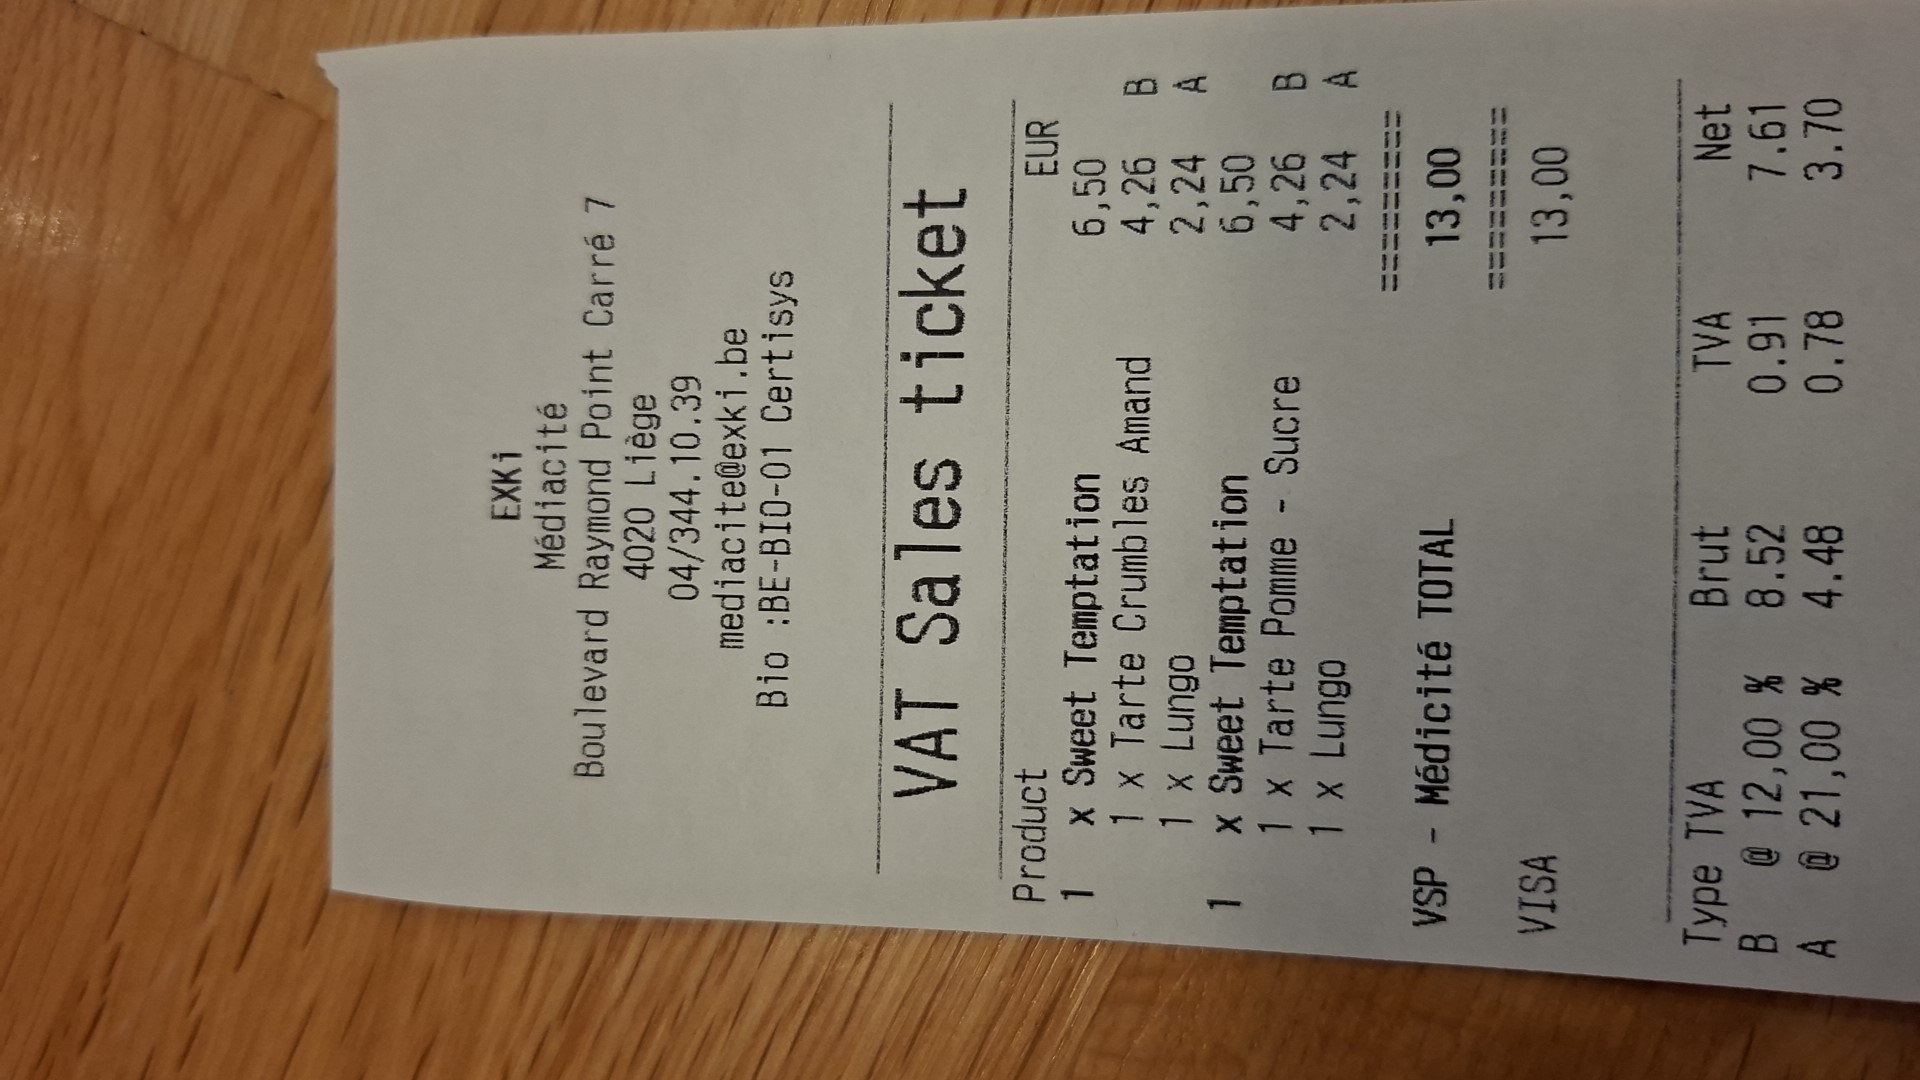 EXKi
Médiacité
Boulevard Raymond Point Carré 7
4020 Liège
04/344.10.39
mediacite@exki.be
Bio :BE-BIO-01 Certisys
VAT Sales ticket
Product EUR
1 x Sweet Temptation 6,50
1 x Tarte Crumbles Amand 4,26 B
1 x Lungo 2,24 A
1 x Sweet Temptation 6,50
1 x Tarte Pomme - Sucre 4,26 B
1 x Lungo 2,24 A
==========
VSP - Médicité TOTAL 13,00
==========
VISA 13,00
Type TVA Brut TVA Net
B @ 12,00 % 8.52 0.91 7.61
A @ 21,00 % 4.48 0.78 3.70